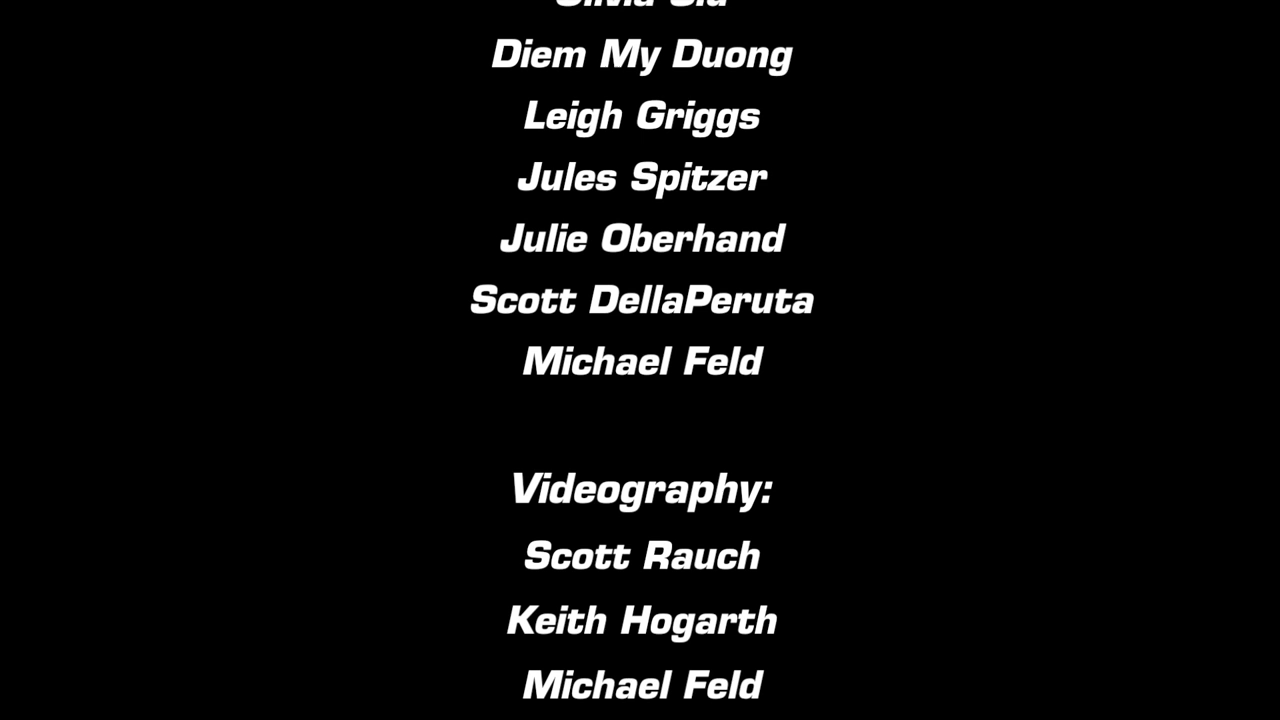 Diem My Duong
Leigh Griggs
Jules Spitzer
Julie Oberhand
Scott DellaPeruta
Michael Feld
Videography:
Scott Rauch
Keith Hogarth
Michael Feld